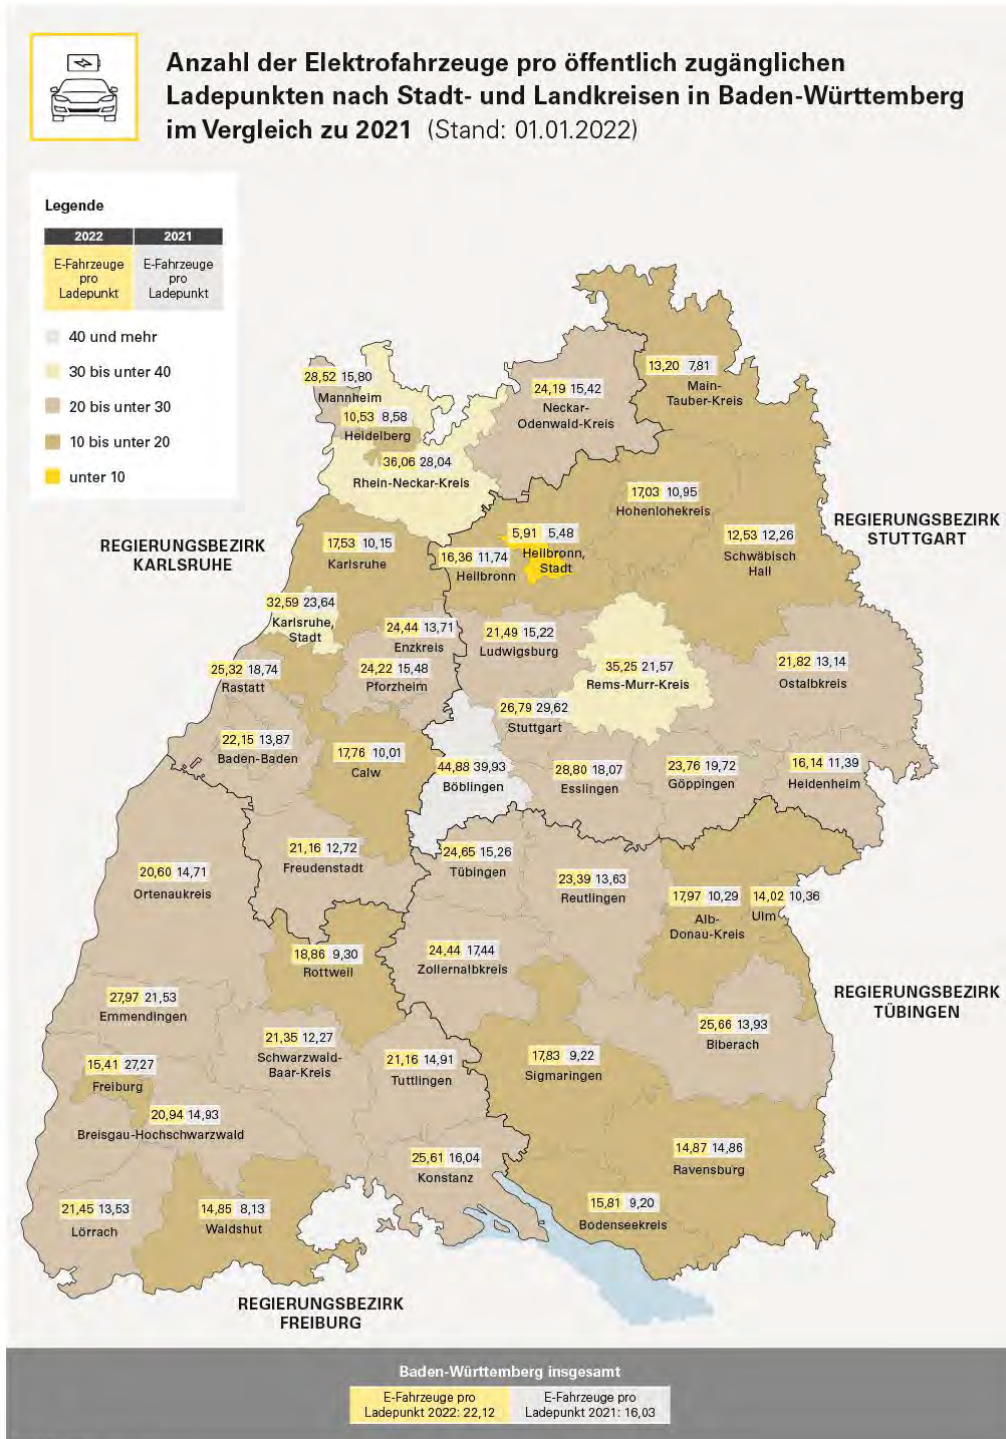 Anzahl der Elektrofahrzeuge pro öffentlich zugänglichen
Ladepunkten nach Stadt- und Landkreisen in Baden-Württemberg
im Vergleich zu 2021 (Stand: 01.01.2022)
Legende
2022 2021
E-Fahrzeuge
pro
Ladepunkt
E-Fahrzeuge
pro
Ladepunkt
40 und mehr
30 bis unter 40
20 bis unter 30
10 bis unter 20
unter 10
REGIERUNGSBEZIRK
KARLSRUHE
REGIERUNGSBEZIRK
STUTTGART
28,52 15,80
Mannheim
10,53 8,58
Heidelberg
36,06 28,04
Rhein-Neckar-Kreis
24,19 15,42
Neckar-
Odenwald-Kreis
13,20 7,81
Main-
Tauber-Kreis
17,03 10,95
Hohenlohekreis
12,53 12,26
Schwäbisch
Hall
5,91 5,48
Heilbronn,
Stadt
16,36 11,74
Heilbronn
17,53 10,15
Karlsruhe
32,59 23,64
Karlsruhe,
Stadt
24,44 13,71
Enzkreis
21,49 15,22
Ludwigsburg
35,25 21,57
Rems-Murr-Kreis
21,82 13,14
Ostalbkreis
25,32 18,74
Rastatt
24,22 15,48
Pforzheim
26,79 29,62
Stuttgart
22,15 13,87
Baden-Baden
17,76 10,01
Calw
44,88 39,93
Böblingen
28,80 18,07
Esslingen
23,76 19,72
Göppingen
16,14 11,39
Heidenheim
21,16 12,72
Freudenstadt
24,65 15,26
Tübingen
20,60 14,71
Ortenaukreis
23,39 13,63
Reutlingen
17,97 10,29
Alb-
Donau-Kreis
14,02 10,36
Ulm
18,86 9,30
Rottweil
24,44 17,44
Zollernalbkreis
REGIERUNGSBEZIRK
TÜBINGEN
27,97 21,53
Emmendingen
21,35 12,27
Schwarzwald-
Baar-Kreis
21,16 14,91
Tuttlingen
17,83 9,22
Sigmaringen
25,66 13,93
Biberach
15,41 27,27
Freiburg
20,94 14,93
Breisgau-Hochschwarzwald
25,61 16,04
Konstanz
14,87 14,86
Ravensburg
21,45 13,53
Lörrach
14,85 8,13
Waldshut
15,81 9,20
Bodenseekreis
REGIERUNGSBEZIRK
FREIBURG
Baden-Württemberg insgesamt
E-Fahrzeuge pro
Ladepunkt 2022: 22,12
E-Fahrzeuge pro
Ladepunkt 2021: 16,03